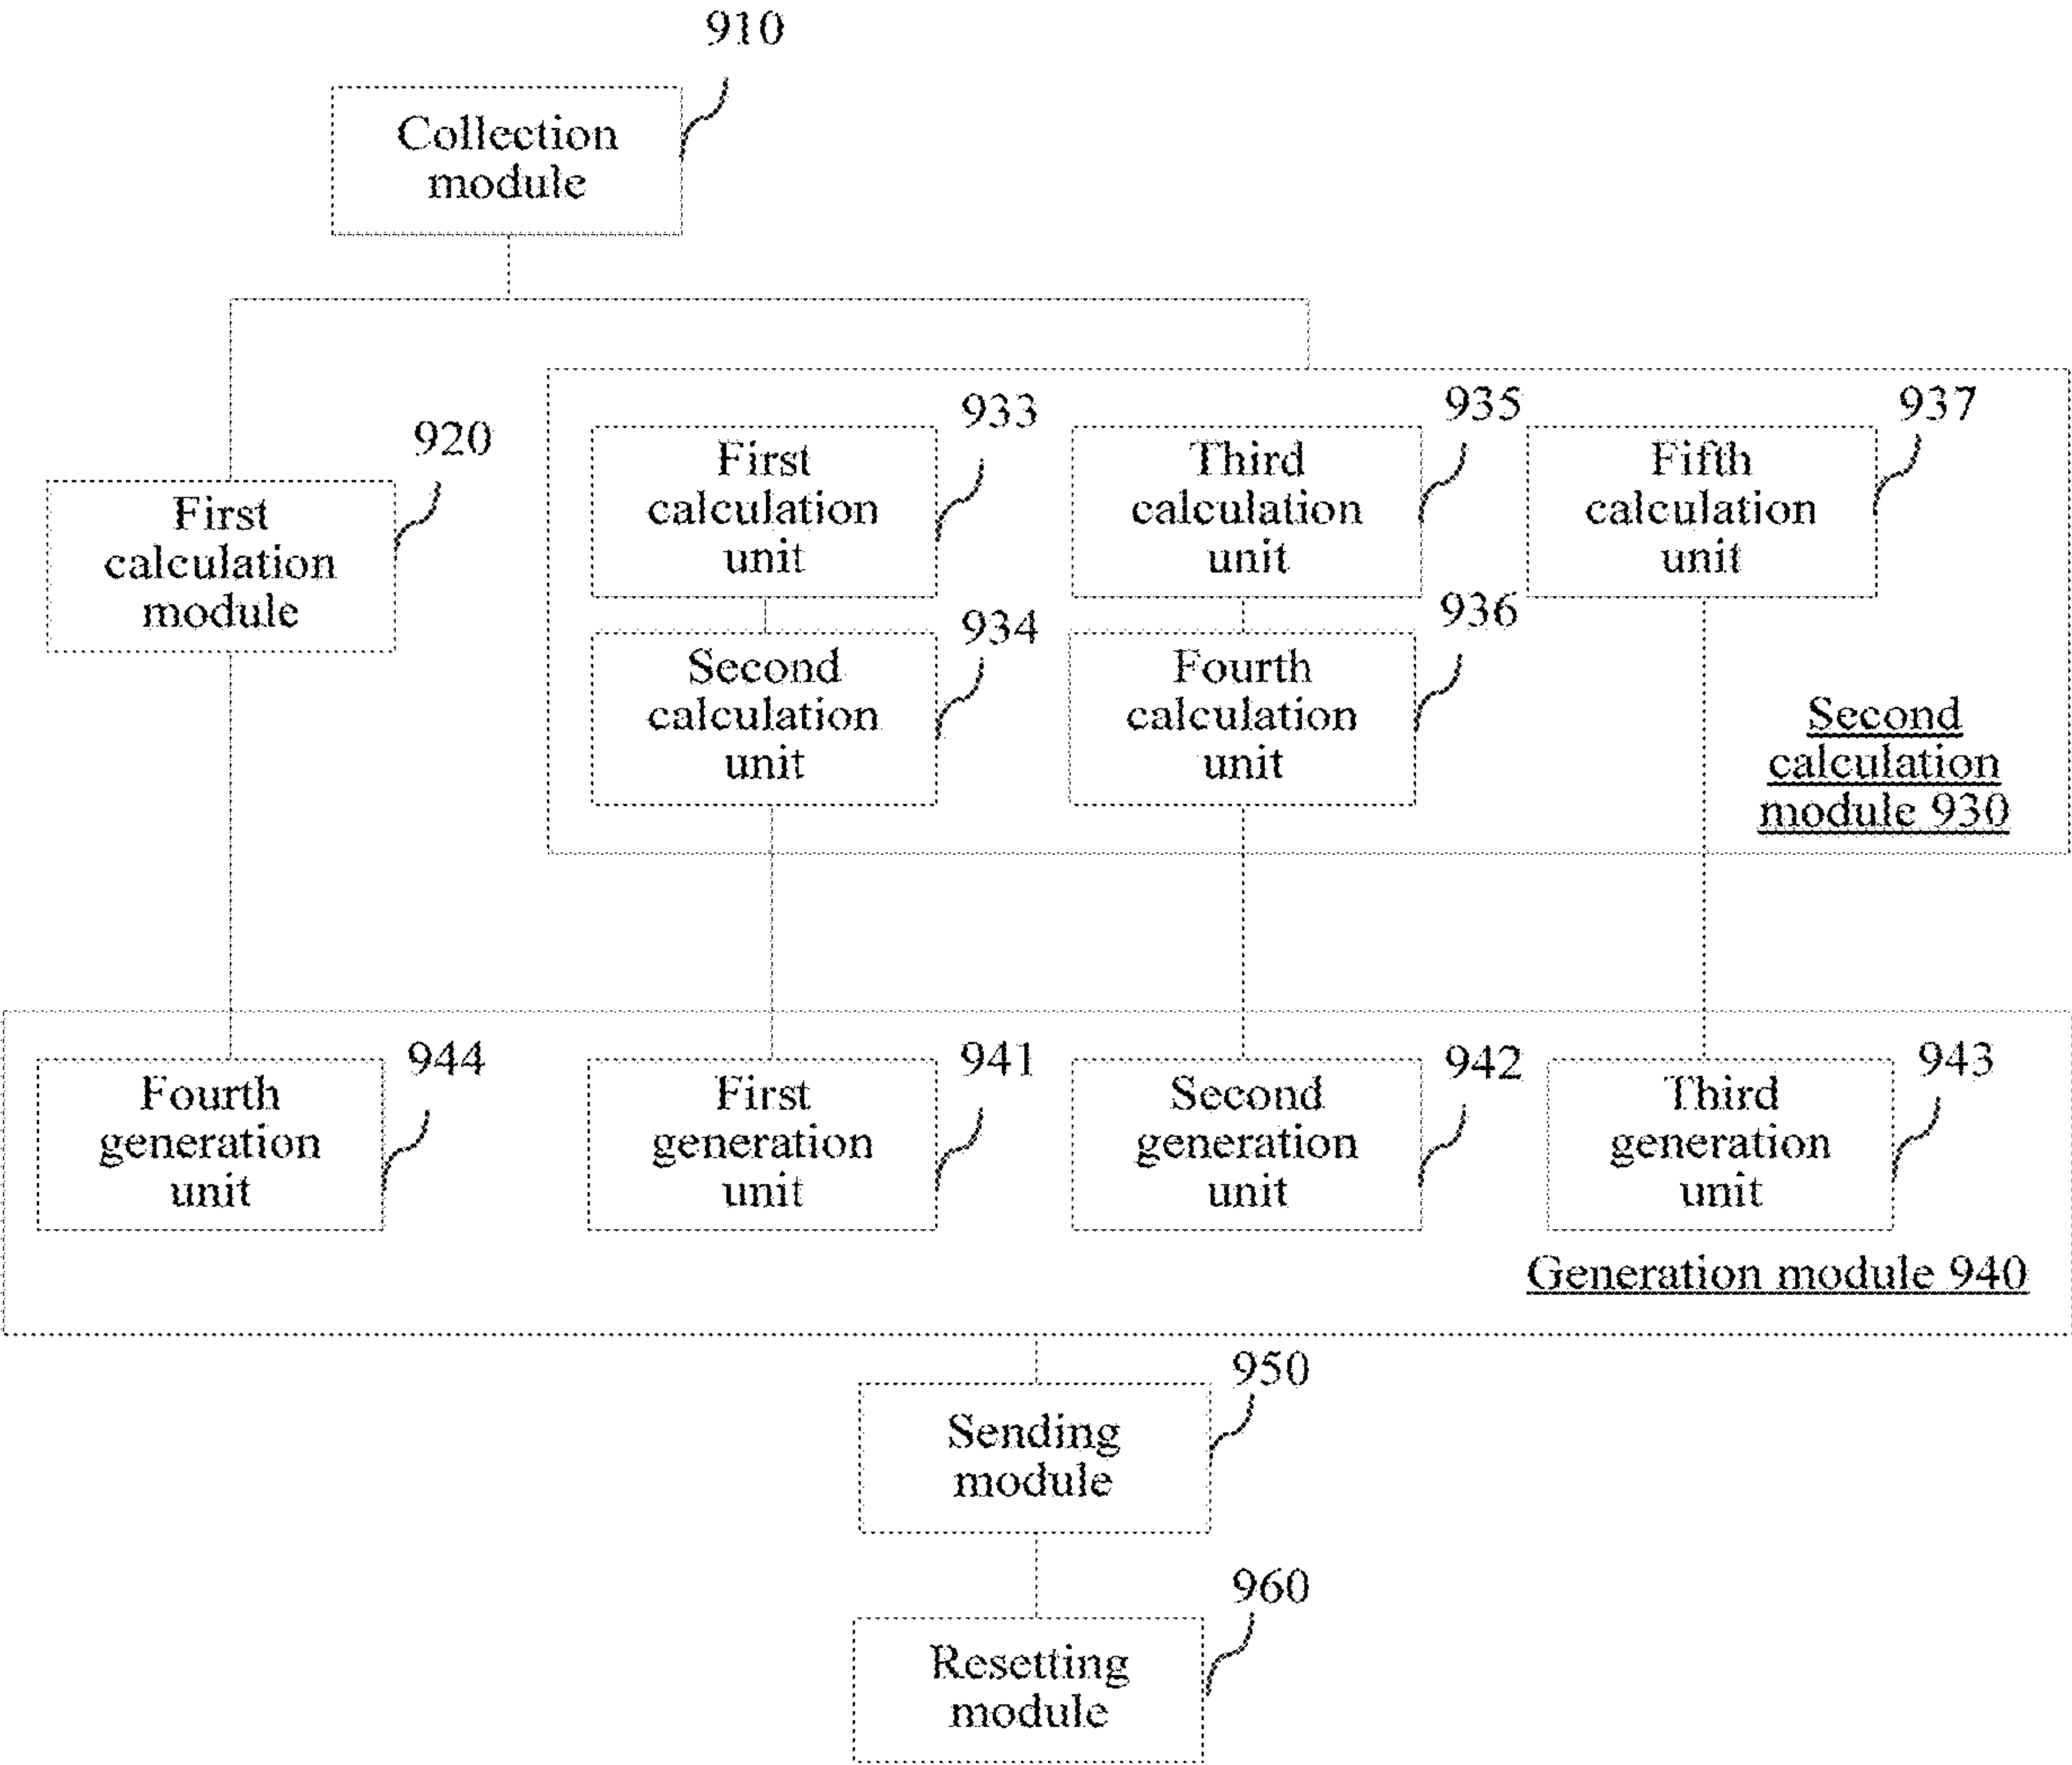 910
Collection
module
920
First
calculation
module
933
First
calculation
unit
935
Third
calculation
unit
937
Fifth
calculation
unit
934
Second
calculation
unit
936
Fourth
calculation
unit
Second
calculation
module 930
944
Fourth
generation
unit
941
First
generation
unit
942
Second
generation
unit
943
Third
generation
unit
Generation module 940
950
Sending
module
960
Resetting
module